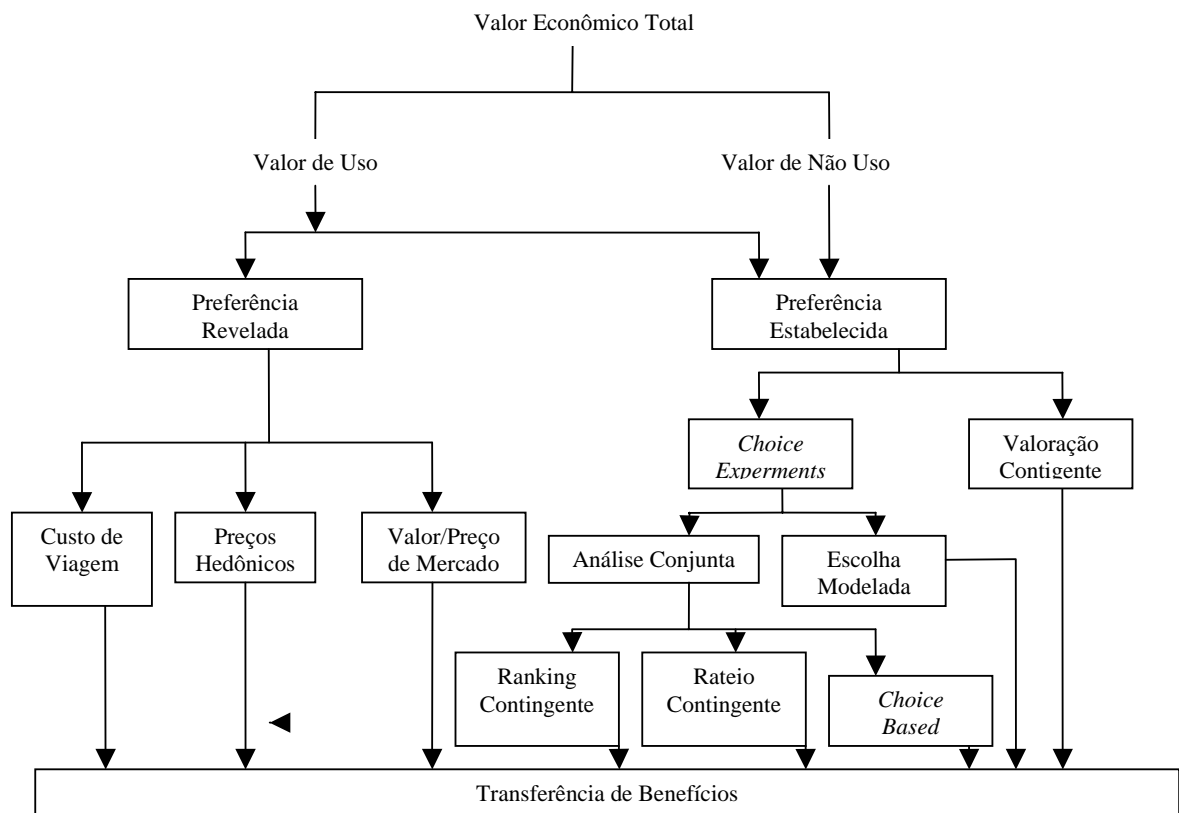 Valor Econômico Total
Valor de Uso
Valor de Não Uso
Preferência
Revelada
Preferência
Estabelecida
Choice
Experments
Valoração
Contigente
Custo de
Viagem
Preços
Hedônicos
Valor/Preço
de Mercado
Análise Conjunta
Escolha
Modelada
Ranking
Contingente
Rateio
Contingente
Choice
Based
Transferência de Benefícios